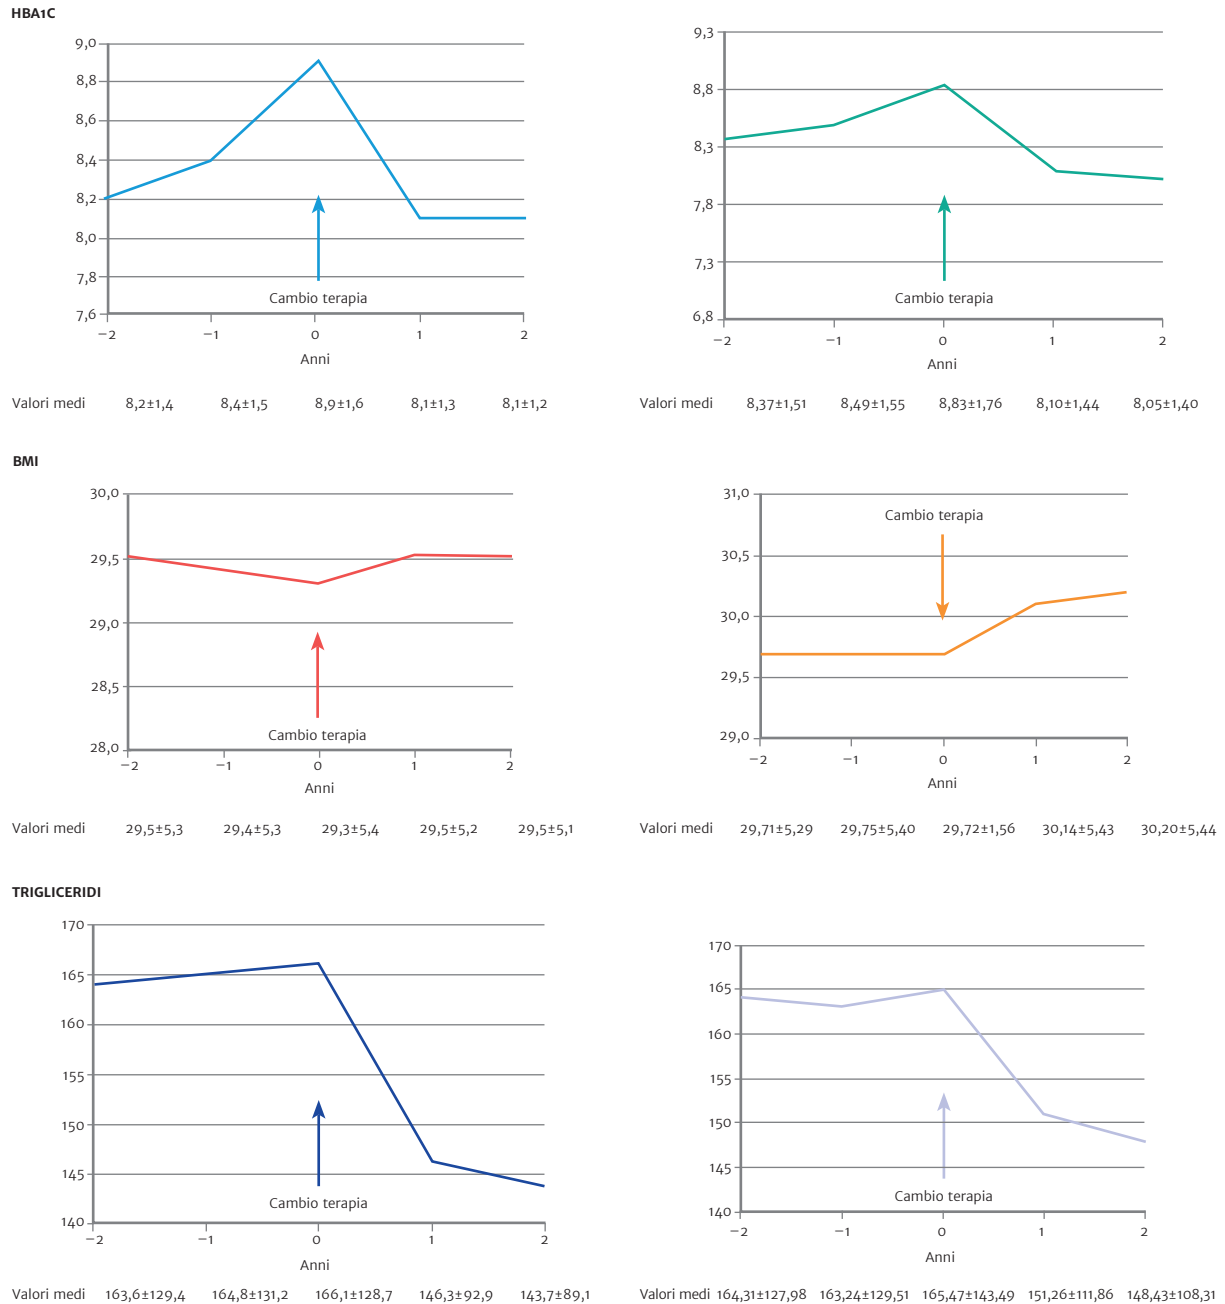 HBA1C
9,0
8,8
8,6
8,4
8,2
8,0
7,8
7,6
Cambio terapia
−2 −1 0 1 2
Anni
Valori medi 8,2±1,4 8,4±1,5 8,9±1,6 8,1±1,3 8,1±1,2
9,3
8,8
8,3
7,8
7,3
6,8
Cambio terapia
−2 −1 0 1 2
Anni
Valori medi 8,37±1,51 8,49±1,55 8,83±1,76 8,10±1,44 8,05±1,40
BMI
30,0
29,5
29,0
28,5
28,0
Cambio terapia
−2 −1 0 1 2
Anni
Valori medi 29,5±5,3 29,4±5,3 29,3±5,4 29,5±5,2 29,5±5,1
31,0
Cambio terapia
30,5
30,0
29,5
29,0
−2 −1 0 1 2
Anni
Valori medi 29,71±5,29 29,75±5,40 29,72±1,56 30,14±5,43 30,20±5,44
TRIGLICERIDI
170
165
160
155
150
145
140
Cambio terapia
−2 −1 0 1 2
Anni
Valori medi 163,6±129,4 164,8±131,2 166,1±128,7 146,3±92,9 143,7±89,1
170
165
160
155
150
145
140
Cambio terapia
−2 −1 0 1 2
Anni
Valori medi 164,31±127,98 163,24±129,51 165,47±143,49 151,26±111,86 148,43±108,31